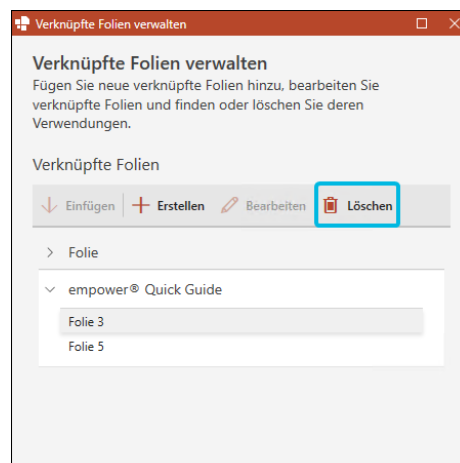 Verknüpfte Folien verwalten
Verknüpfte Folien verwalten
Fügen Sie neue verknüpfte Folien hinzu, bearbeiten Sie
verknüpfte Folien und finden oder löschen Sie deren
Verwendungen.
Verknüpfte Folien
Einfügen Erstellen Bearbeiten Löschen
Folie
empower® Quick Guide
Folie 3
Folie 5